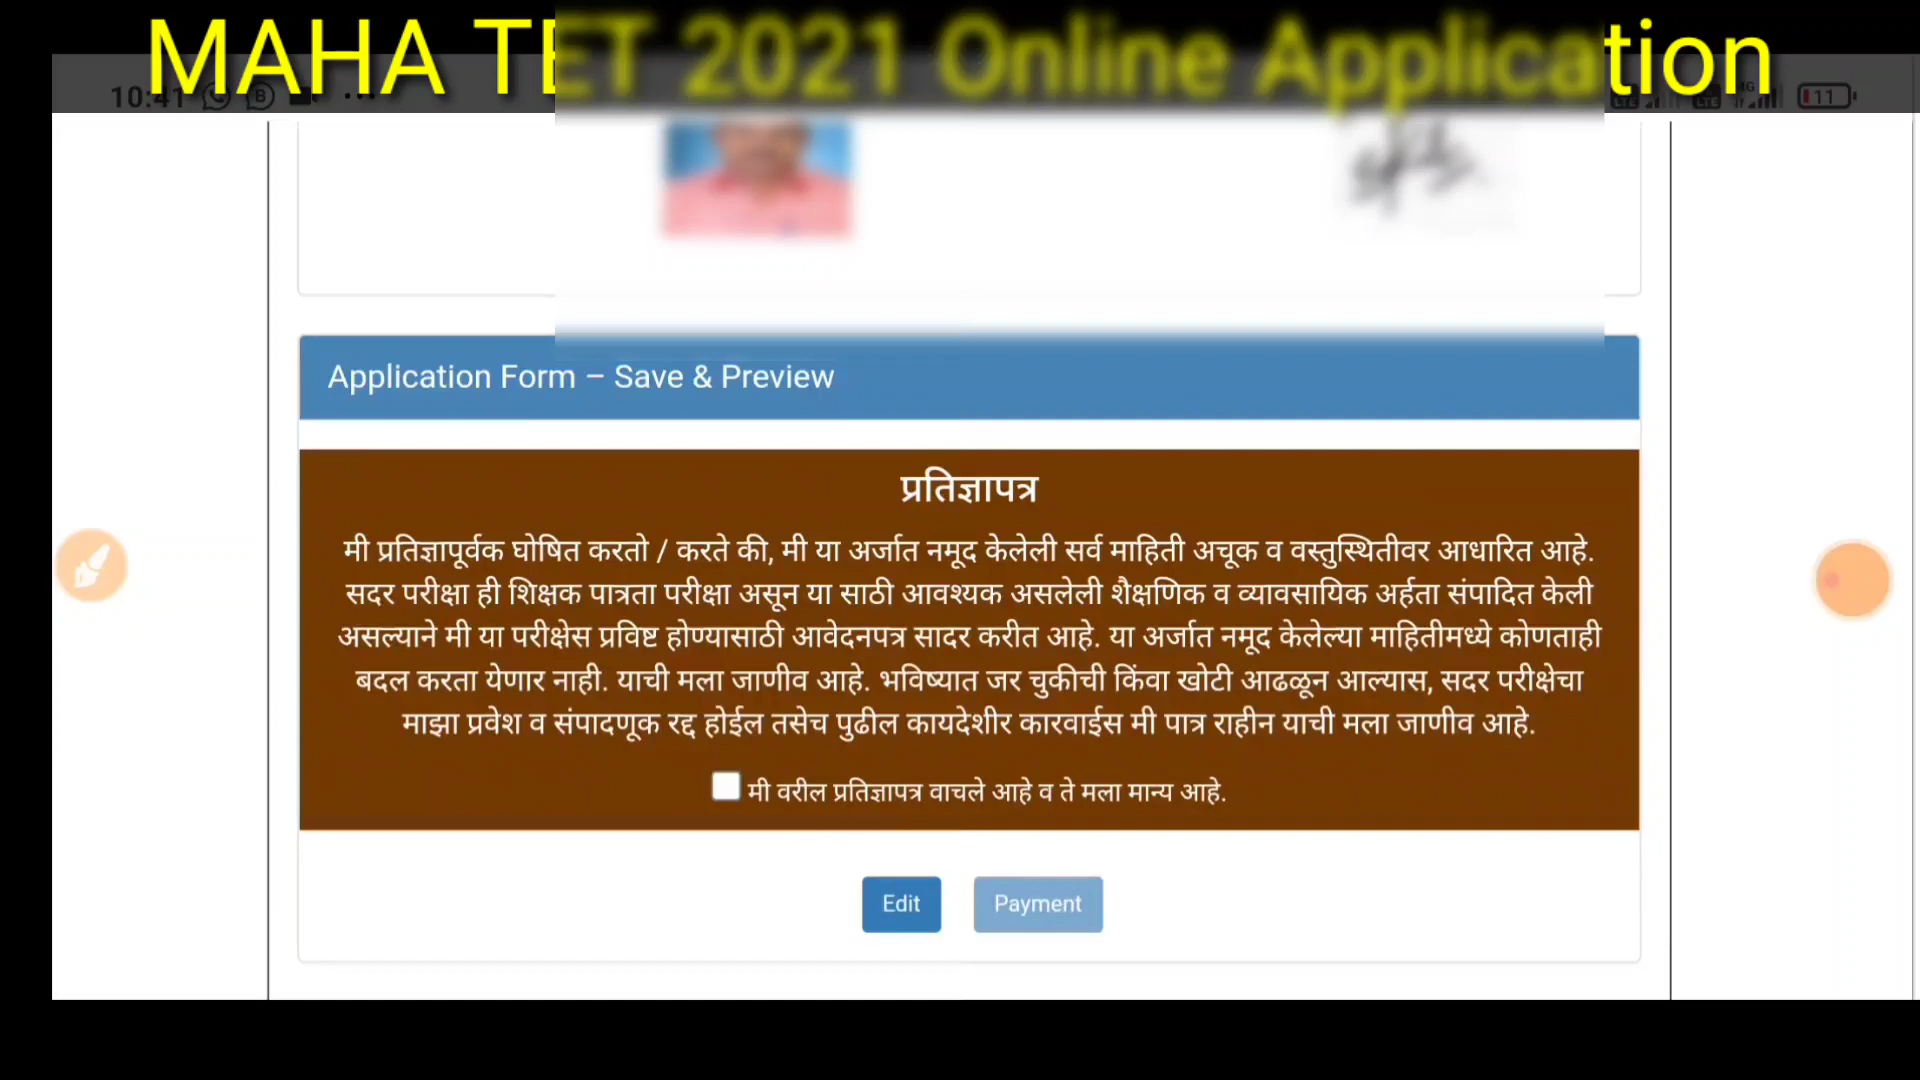 MAHA TET 2021 Online Application
10:41
4G
LTE LTE 11
Application Form – Save & Preview
प्रतिज्ञापत्र
मी प्रतिज्ञापूर्वक घोषित करतो / करते की, मी या अर्जात नमूद केलेली सर्व माहिती अचूक व वस्तुस्थितीवर आधारित आहे.
सदर परीक्षा ही शिक्षक पात्रता परीक्षा असून या साठी आवश्यक असलेली शैक्षणिक व व्यावसायिक अर्हता संपादित केली
असल्याने मी या परीक्षेस प्रविष्ट होण्यासाठी आवेदनपत्र सादर करीत आहे. या अर्जात नमूद केलेल्या माहितीमध्ये कोणताही
बदल करता येणार नाही. याची मला जाणीव आहे. भविष्यात जर चुकीची किंवा खोटी आढळून आल्यास, सदर परीक्षेचा
माझा प्रवेश व संपादणूक रद्द होईल तसेच पुढील कायदेशीर कारवाईस मी पात्र राहीन याची मला जाणीव आहे.
मी वरील प्रतिज्ञापत्र वाचले आहे व ते मला मान्य आहे.
Edit Payment